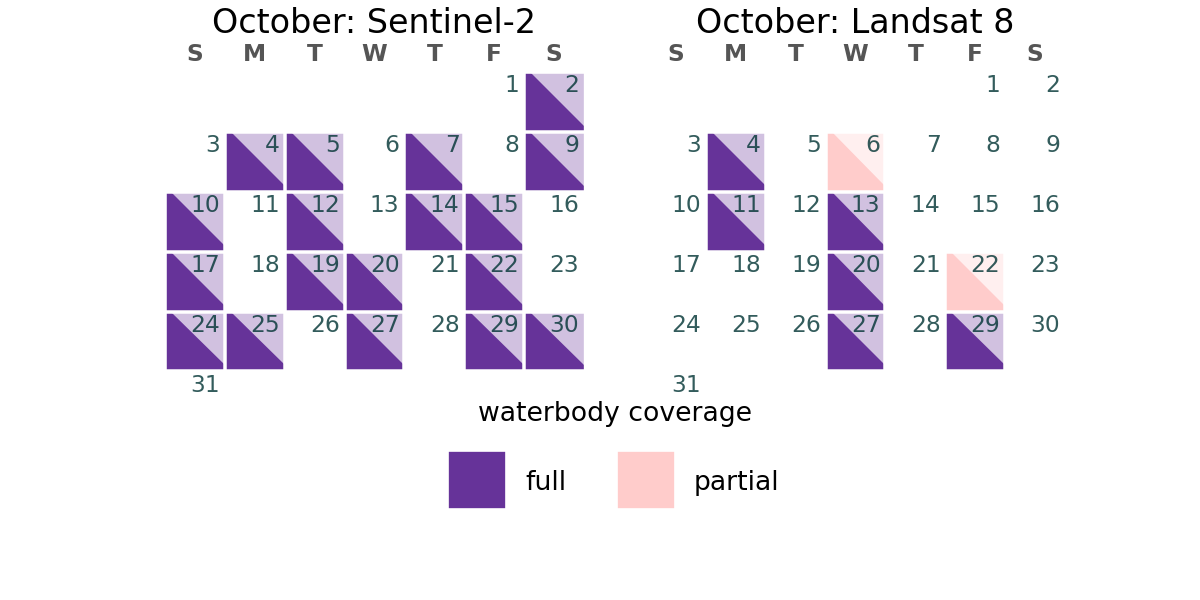 October: Sentinel-2
S M T W T F S
1 2
3 4 5 6 7 8 9
10 11 12 13 14 15 16
17 18 19 20 21 22 23
24 25 26 27 28 29 30
31
October: Landsat 8
S M T W T F S
1 2
3 4 5 6 7 8 9
10 11 12 13 14 15 16
17 18 19 20 21 22 23
24 25 26 27 28 29 30
31
waterbody coverage
full partial